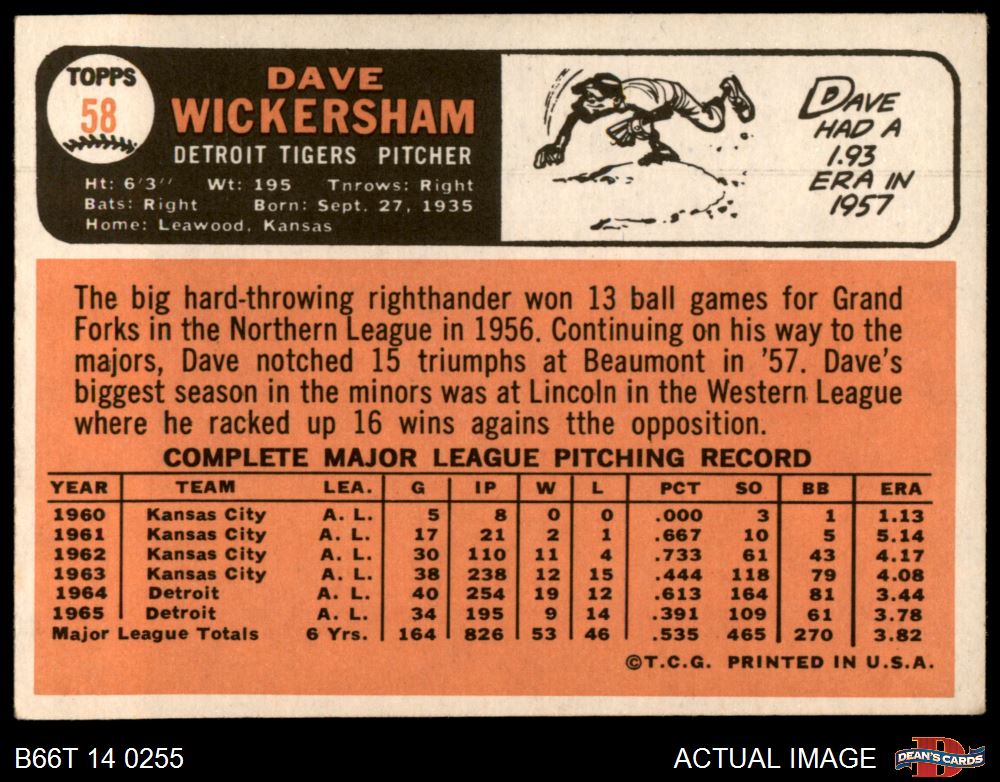 TOPPS
58
DAVE
WICKERSHAM
DETROIT TIGERS PITCHER
Ht: 6'3'' Wt: 195 Throws: Right
Bats: Right Born: Sept. 27, 1935
Home: Leawood, Kansas
DAVE
HAD A
1.93
ERA IN
1957
The big hard-throwing righthander won 13 ball games for Grand
Forks in the Northern League in 1956. Continuing on his way to the
majors, Dave notched 15 triumphs at Beaumont in '57. Dave's
biggest season in the minors was at Lincoln in the Western League
where he racked up 16 wins agains tthe opposition.
COMPLETE MAJOR LEAGUE PITCHING RECORD
YEAR TEAM LEA. G IP W L PCT SO BB ERA
1960 Kansas City A. L. 5 8 0 0 .000 3 1 1.13
1961 Kansas City A. L. 17 21 2 1 .667 10 5 5.14
1962 Kansas City A. L. 30 110 11 4 .733 61 43 4.17
1963 Kansas City A. L. 38 238 12 15 .444 118 79 4.08
1964 Detroit A. L. 40 254 19 12 .613 164 81 3.44
1965 Detroit A. L. 34 195 9 14 .391 109 61 3.78
Major League Totals 6 Yrs. 164 826 53 46 .535 465 270 3.82
©T.C.G. PRINTED IN U.S.A.
B66T 14 0255
ACTUAL IMAGE
D
DEAN'S CARDS